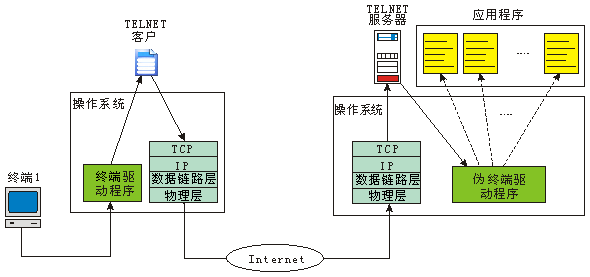 TELNET
客户
操作系统
终端1
终端驱
动程序
TCP
IP
数据链路层
物理层
Internet
TELNET
服务器
应用程序
....
操作系统
....
TCP
IP
数据链路层
物理层
伪终端驱
动程序